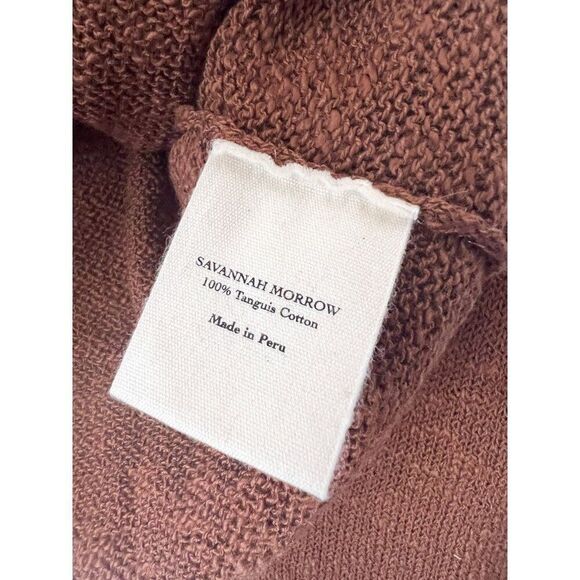 SAVANNAH MORROW
100% Tanguis Cotton
Made in Peru